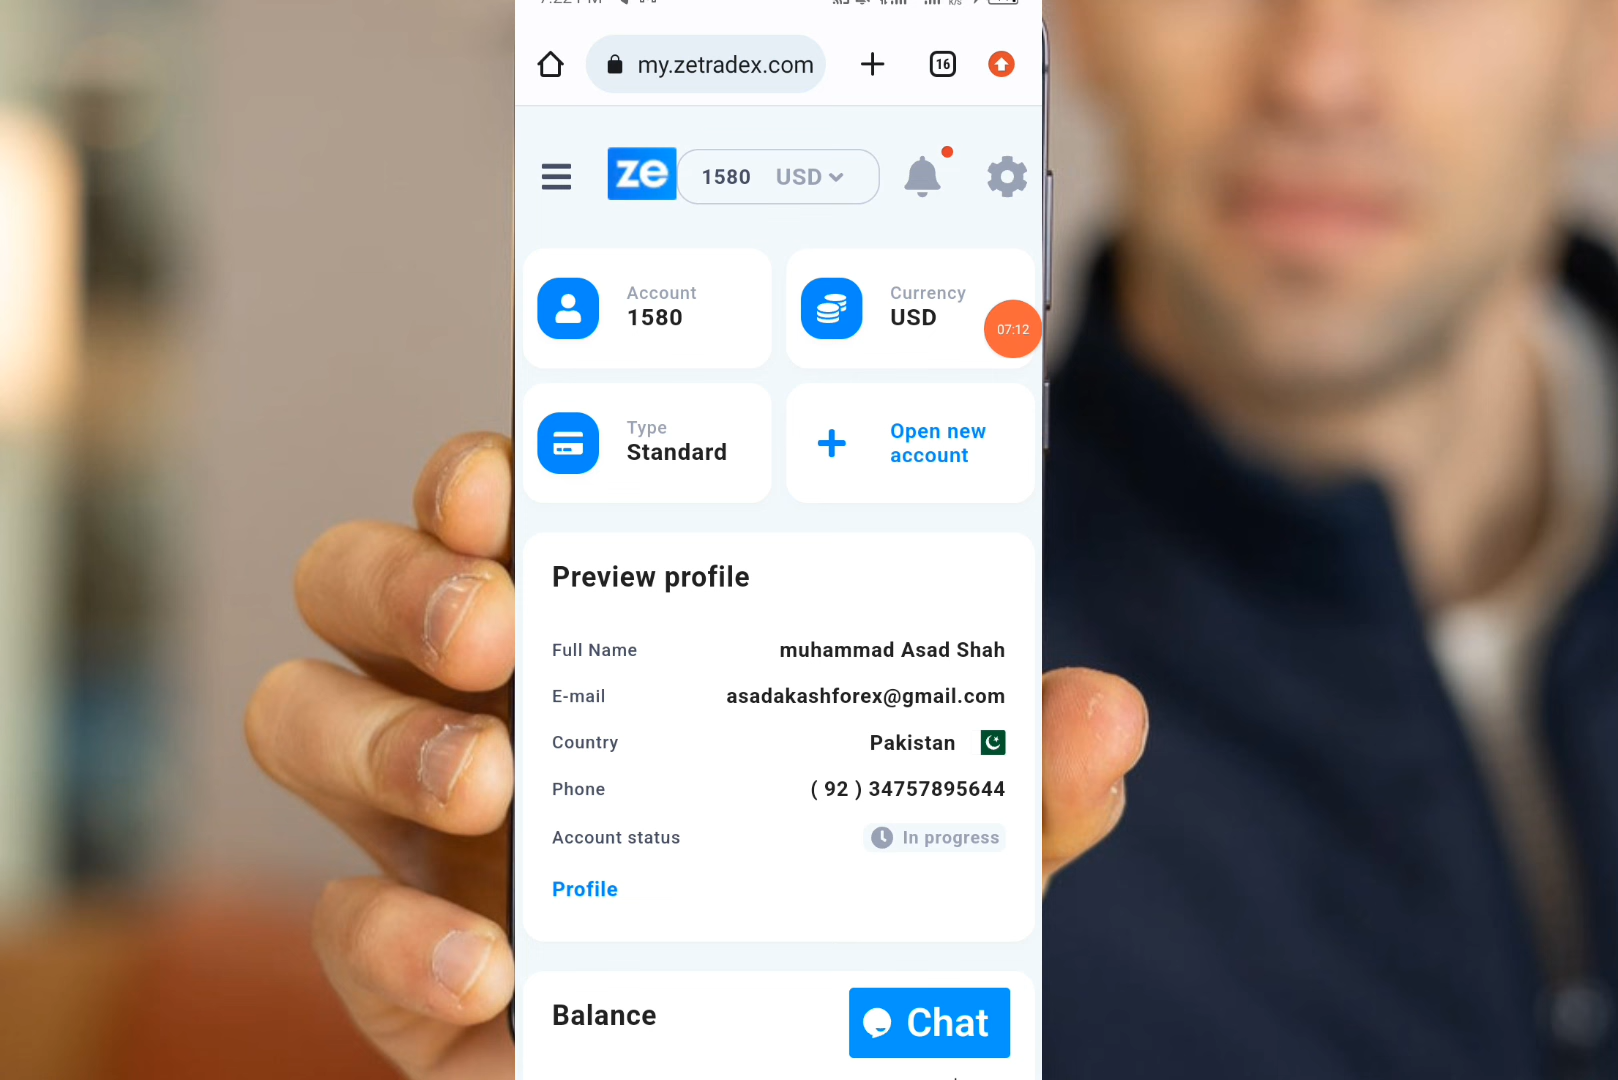 my.zetradex.com
16
ze
1580 USD
Account
1580
Currency
USD
07:12
Type
Standard
Open new
account
Preview profile
Full Name muhammad Asad Shah
E-mail asadakashforex@gmail.com
Country Pakistan
Phone ( 92 ) 34757895644
Account status In progress
Profile
Balance
Chat